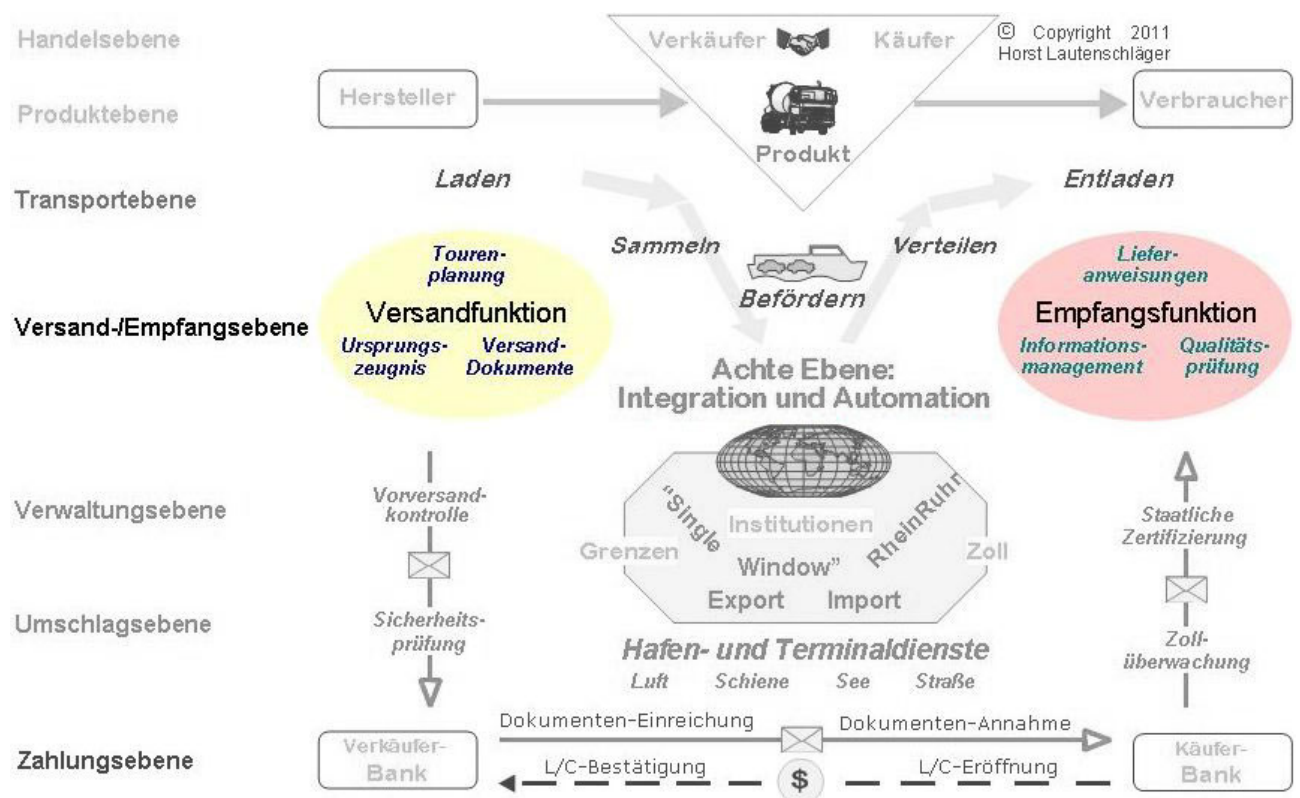 Handelsebene
Verkäufer Käufer
© Copyright 2011
Horst Lautenschläger
Hersteller
Verbraucher
Produktebene
Produkt
Laden
Entladen
Transportebene
Sammeln
Verteilen
Befördern
Touren-
planung
Versandfunktion
Ursprungs-
zeugnis
Versand-
Dokumente
Liefer-
anweisungen
Empfangsfunktion
Informations-
management
Qualitäts-
prüfung
Versand-/Empfangsebene
Achte Ebene:
Integration und Automation
Verwaltungsebene
Vorversand-
kontrolle
"Single
Window"
RheinRuhr
Institutionen
Grenzen
Zoll
Export Import
Staatliche
Zertifizierung
Umschlagsebene
Sicherheits-
prüfung
Hafen- und Terminaldienste
Luft Schiene See Straße
Zoll-
überwachung
Zahlungsebene
Verkäufer-
Bank
Dokumenten-Einreichung
Dokumenten-Annahme
L/C-Bestätigung
$
L/C-Eröffnung
Käufer-
Bank